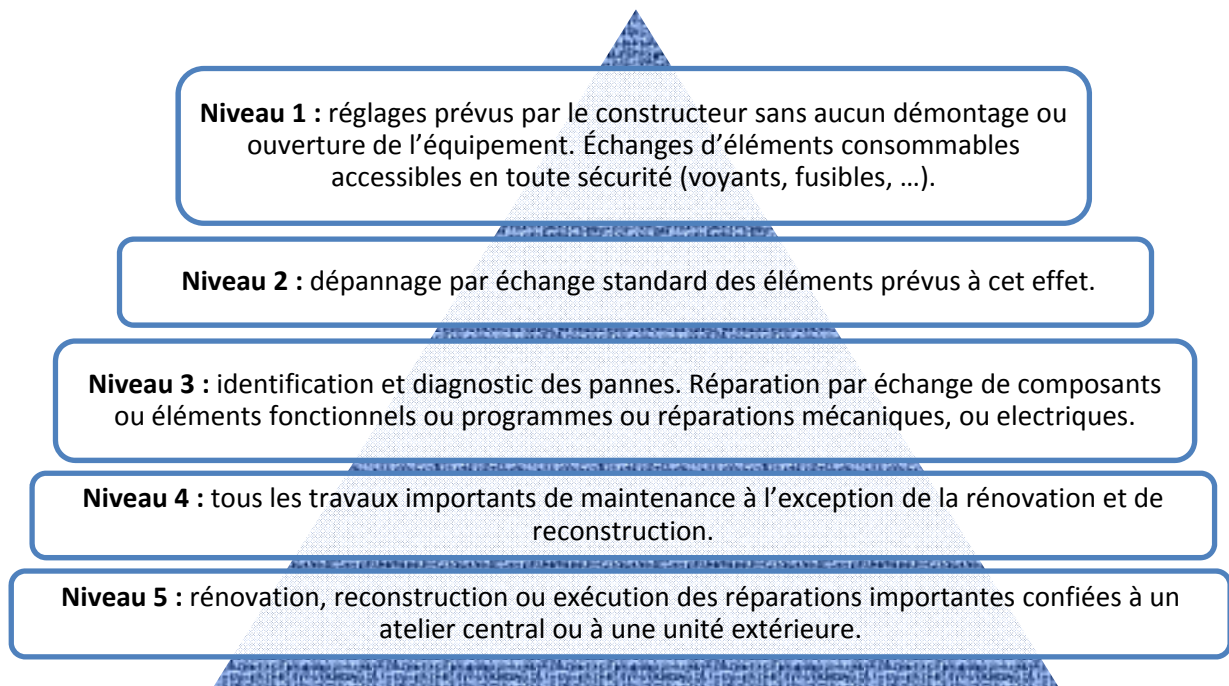 Niveau 1 : réglages prévus par le constructeur sans aucun démontage ou
ouverture de l'équipement. Échanges d'éléments consommables
accessibles en toute sécurité (voyants, fusibles, ...).
Niveau 2 : dépannage par échange standard des éléments prévus à cet effet.
Niveau 3 : identification et diagnostic des pannes. Réparation par échange de composants
ou éléments fonctionnels ou programmes ou réparations mécaniques, ou electriques.
Niveau 4 : tous les travaux importants de maintenance à l'exception de la rénovation et de
reconstruction.
Niveau 5 : rénovation, reconstruction ou exécution des réparations importantes confiées à un
atelier central ou à une unité extérieure.